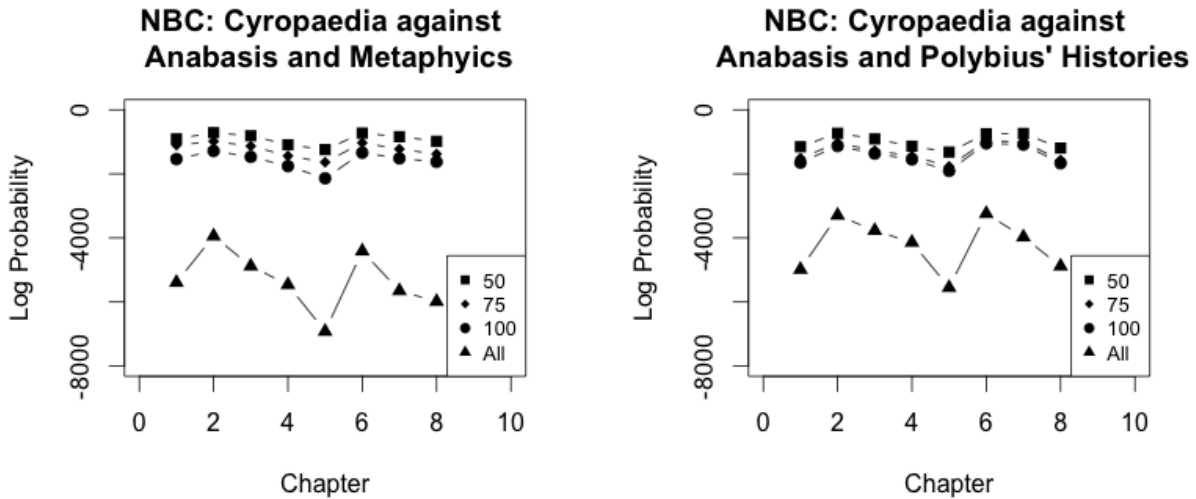 NBC: Cyropaedia against
Anabasis and Metaphyics
0
-4000
-8000
Log Probability
50
75
100
All
0 2 4 6 8 10
Chapter
NBC: Cyropaedia against
Anabasis and Polybius' Histories
0
-4000
-8000
Log Probability
50
75
100
All
0 2 4 6 8 10
Chapter